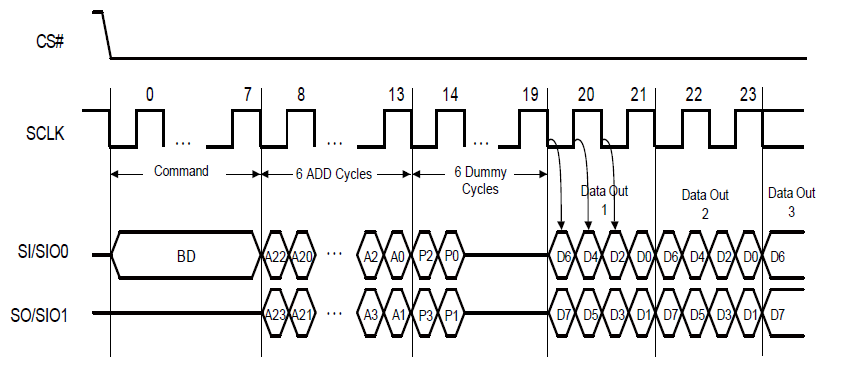 CS#
0 7 8 13 14 19 20 21 22 23
SCLK
... ... ...
Command 6 ADD Cycles 6 Dummy
Cycles
Data Out
1
Data Out
2
Data Out
3
SI/SIO0 BD A22 A20 ... A2 A0 P2 P0 D6 D4 D2 D0 D6 D4 D2 D0 D6
SO/SIO1 A23 A21 ... A3 A1 P3 P1 D7 D5 D3 D1 D7 D5 D3 D1 D7